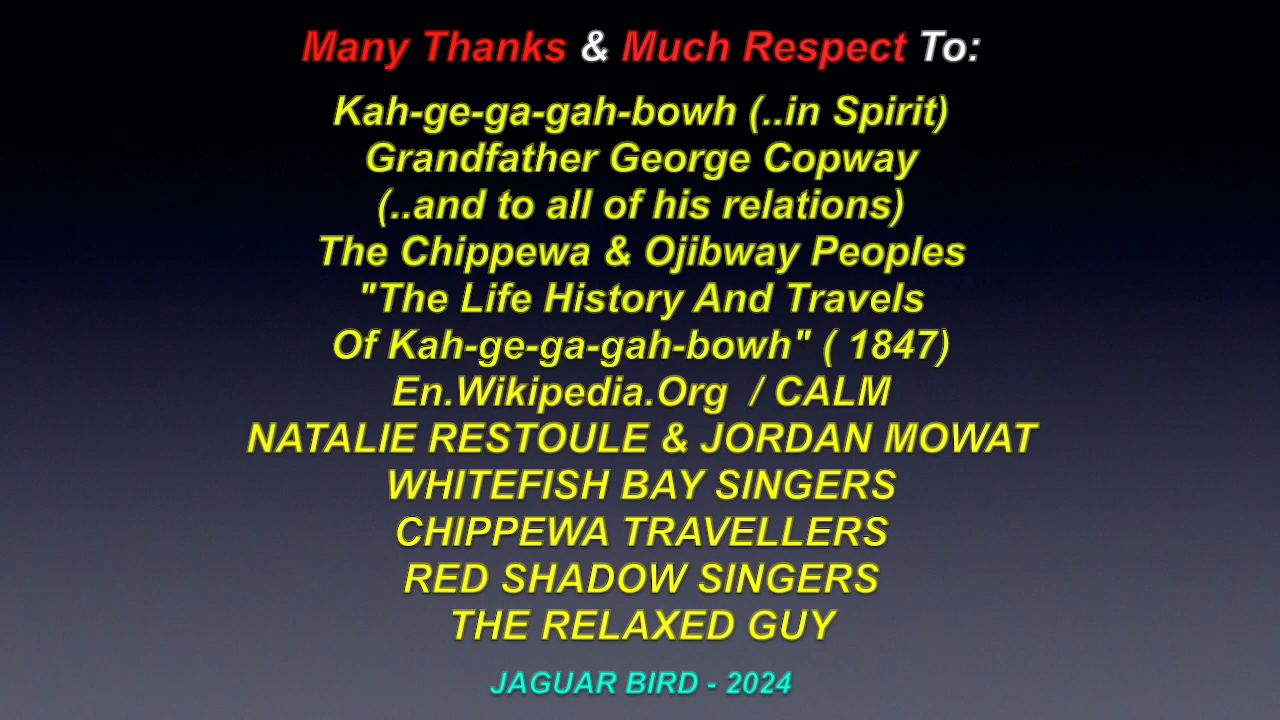 Many Thanks & Much Respect To:
Kah-ge-ga-gah-bowh (..in Spirit)
Grandfather George Copway
(..and to all of his relations)
The Chippewa & Ojibway Peoples
"The Life History And Travels
Of Kah-ge-ga-gah-bowh" ( 1847)
En.Wikipedia.Org  / CALM
NATALIE RESTOULE & JORDAN MOWAT
WHITEFISH BAY SINGERS
CHIPPEWA TRAVELLERS
RED SHADOW SINGERS
THE RELAXED GUY
JAGUAR BIRD - 2024